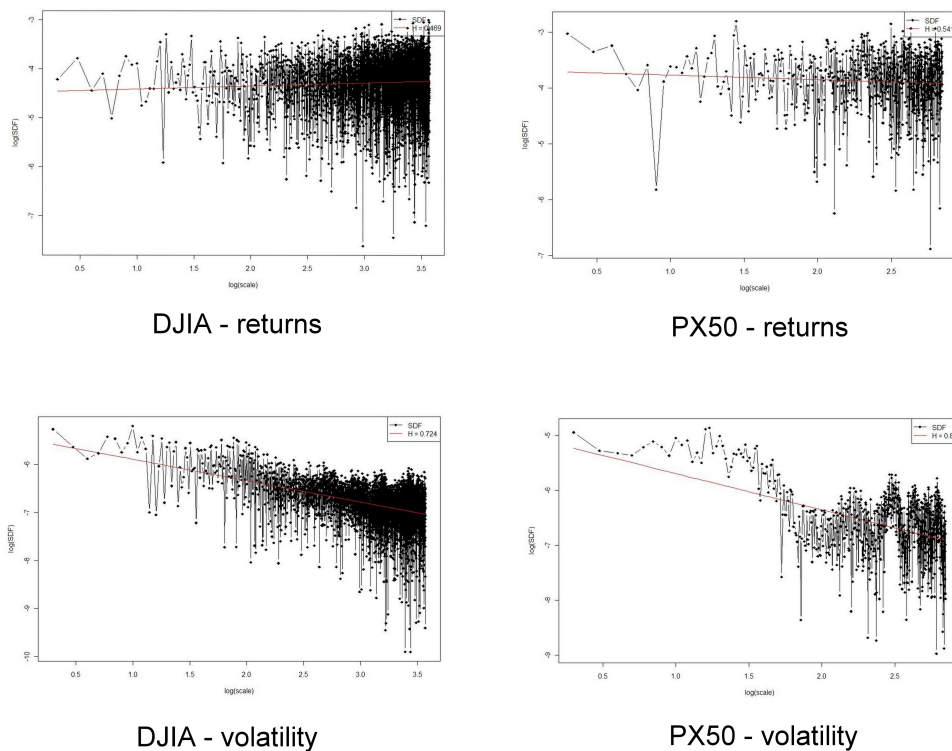 SDF
H = 0.469
-3
-4
-5
-6
-7
log(SDF)
0.5 1.0 1.5 2.0 2.5 3.0 3.5
log(scale)
DJIA - returns
SDF
H = 0.54
-3
-4
-5
-6
-7
log(SDF)
0.5 1.0 1.5 2.0 2.5
log(scale)
PX50 - returns
SDF
H = 0.724
-6
-7
-8
-9
-10
log(SDF)
0.5 1.0 1.5 2.0 2.5 3.0 3.5
log(scale)
DJIA - volatility
SDF
H = 0.8
-5
-6
-7
-8
-9
log(SDF)
0.5 1.0 1.5 2.0 2.5
log(scale)
PX50 - volatility